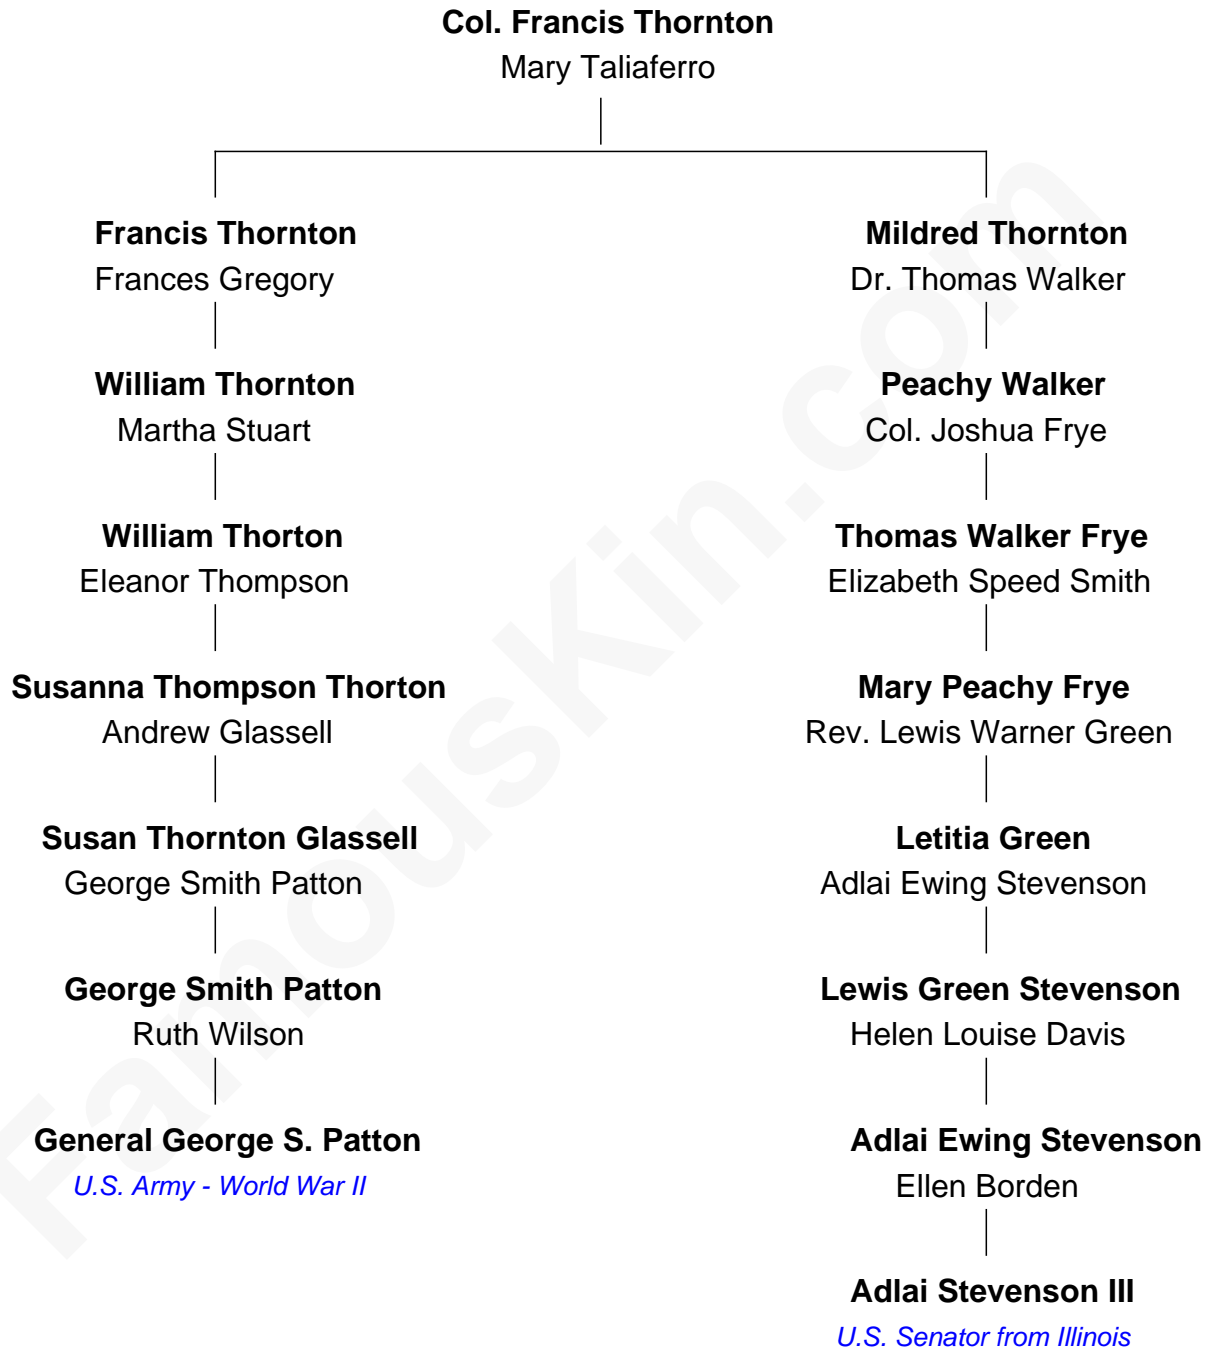 Col. Francis Thornton
Mary Taliaferro
Francis Thornton
Frances Gregory
Mildred Thornton
Dr. Thomas Walker
William Thornton
Martha Stuart
Peachy Walker
Col. Joshua Frye
William Thorton
Eleanor Thompson
Thomas Walker Frye
Elizabeth Speed Smith
Susanna Thompson Thorton
Andrew Glassell
Mary Peachy Frye
Rev. Lewis Warner Green
Susan Thornton Glassell
George Smith Patton
Letitia Green
Adlai Ewing Stevenson
George Smith Patton
Ruth Wilson
Lewis Green Stevenson
Helen Louise Davis
General George S. Patton
U.S. Army - World War II
Adlai Ewing Stevenson
Ellen Borden
Adlai Stevenson III
U.S. Senator from Illinois
FamousKin.com